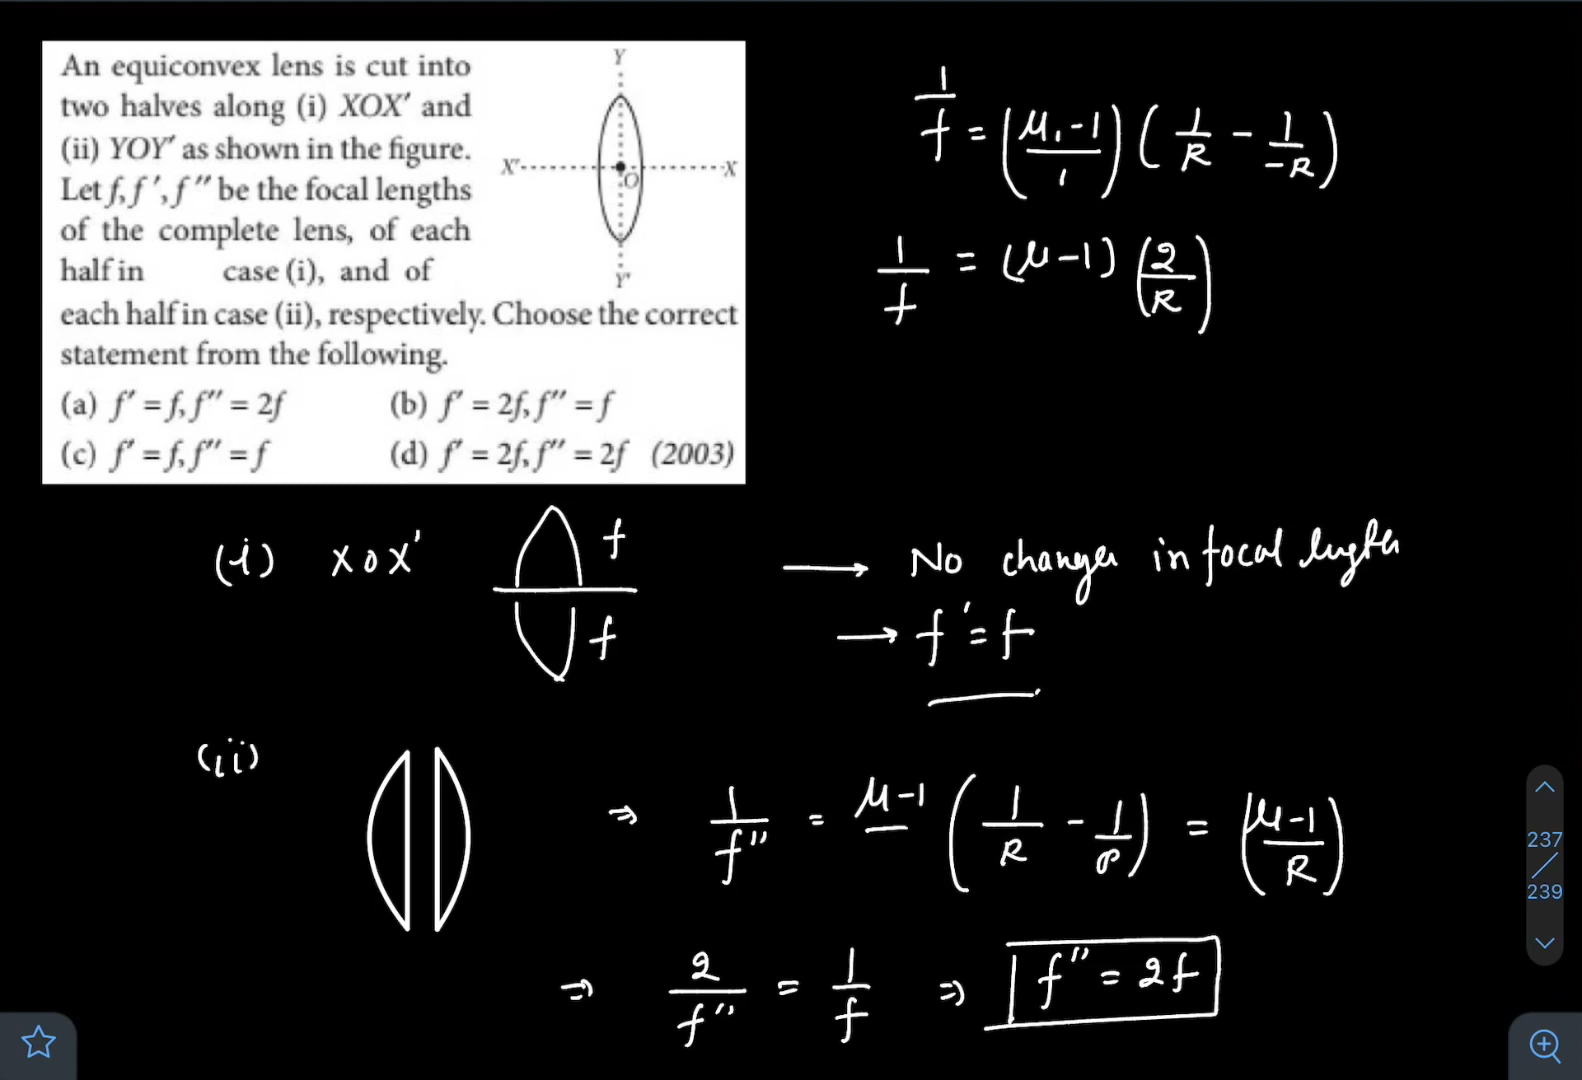 An equiconvex lens is cut into
two halves along (i) XOX′ and
(ii) YOY′ as shown in the figure.
Let f, f ′, f ″ be the focal lengths
of the complete lens, of each
half in case (i), and of
each half in case (ii), respectively. Choose the correct
statement from the following.
(a) f′ = f, f″ = 2f (b) f′ = 2f, f″ = f
(c) f′ = f, f″ = f (d) f′ = 2f, f″ = 2f (2003)
Y
X′ X
O
Y′
1/f = ((μ₁-1)/1) (1/R - 1/-R)
1/f = (μ-1) (2/R)
(i) XOX' f → No changes in focal lengths
f → f' = f
(ii) ⇒ 1/f'' = μ-1 (1/R - 1/∞) = (μ-1/R)
⇒ 2/f'' = 1/f ⇒ f'' = 2f
237
239